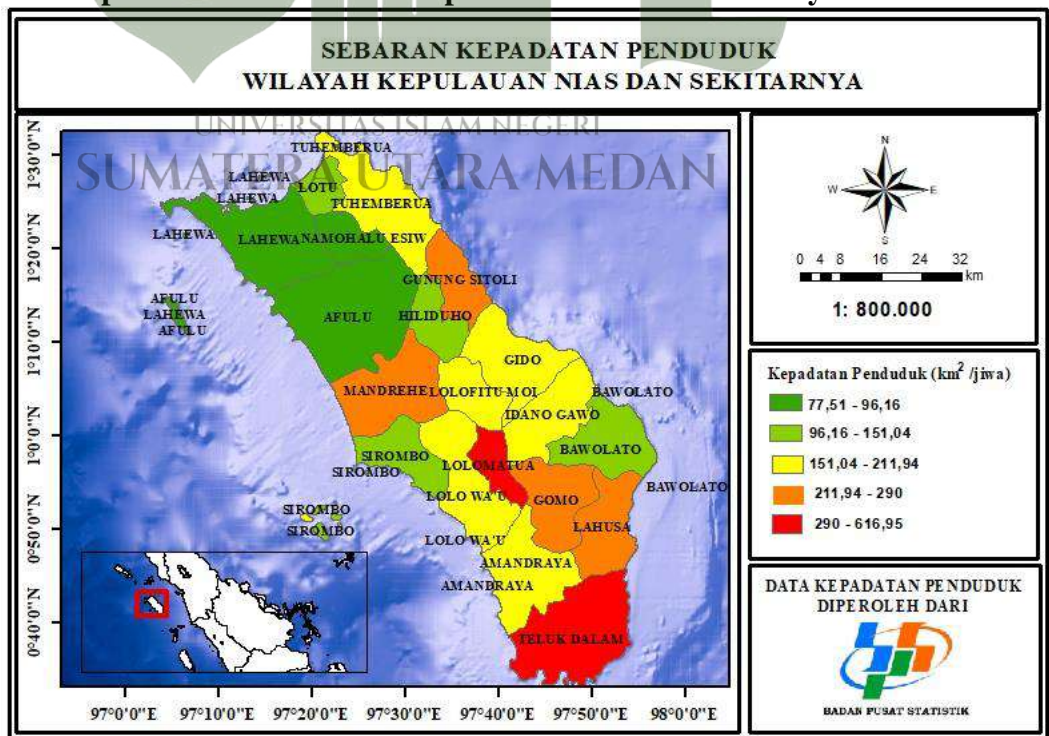 SEBARAN KEPADATAN PENDUDUK
WILAYAH KEPULAUAN NIAS DAN SEKITARNYA
UNIVERSITAS ISLAM NEGERI
SUMATERA UTARA MEDAN
1°30'0"N
1°20'0"N
1°10'0"N
1°0'0"N
0°50'0"N
0°40'0"N
TUHEMBERUA
LAHEWA
LOTU
LAHEWA
TUHEMBERUA
LAHEWA
LAHEWA
NAMOHALU ESIW
GUNUNG SITOLI
AFULU
LAHEWA
AFULU
AFULU
HILIDUHO
GIDO
MANDREHE
LOLOFITU MOI
BAWOLATO
IDANO GAWO
SIROMBO
BAWOLATO
SIROMBO
LOLOMATUA
BAWOLATO
LOLO WA'U
GOMO
SIROMBO
LAHUSA
SIROMBO
LOLO WA'U
AMANDRAYA
AMANDRAYA
TELUK DALAM
97°0'0"E 97°10'0"E 97°20'0"E 97°30'0"E 97°40'0"E 97°50'0"E 98°0'0"E
N
W E
S
0 4 8 16 24 32
km
1: 800.000
Kepadatan Penduduk (km² /jiwa)
77,51 - 96,16
96,16 - 151,04
151,04 - 211,94
211,94 - 290
290 - 616,95
DATA KEPADATAN PENDUDUK
DIPEROLEH DARI
BADAN PUSAT STATISTIK